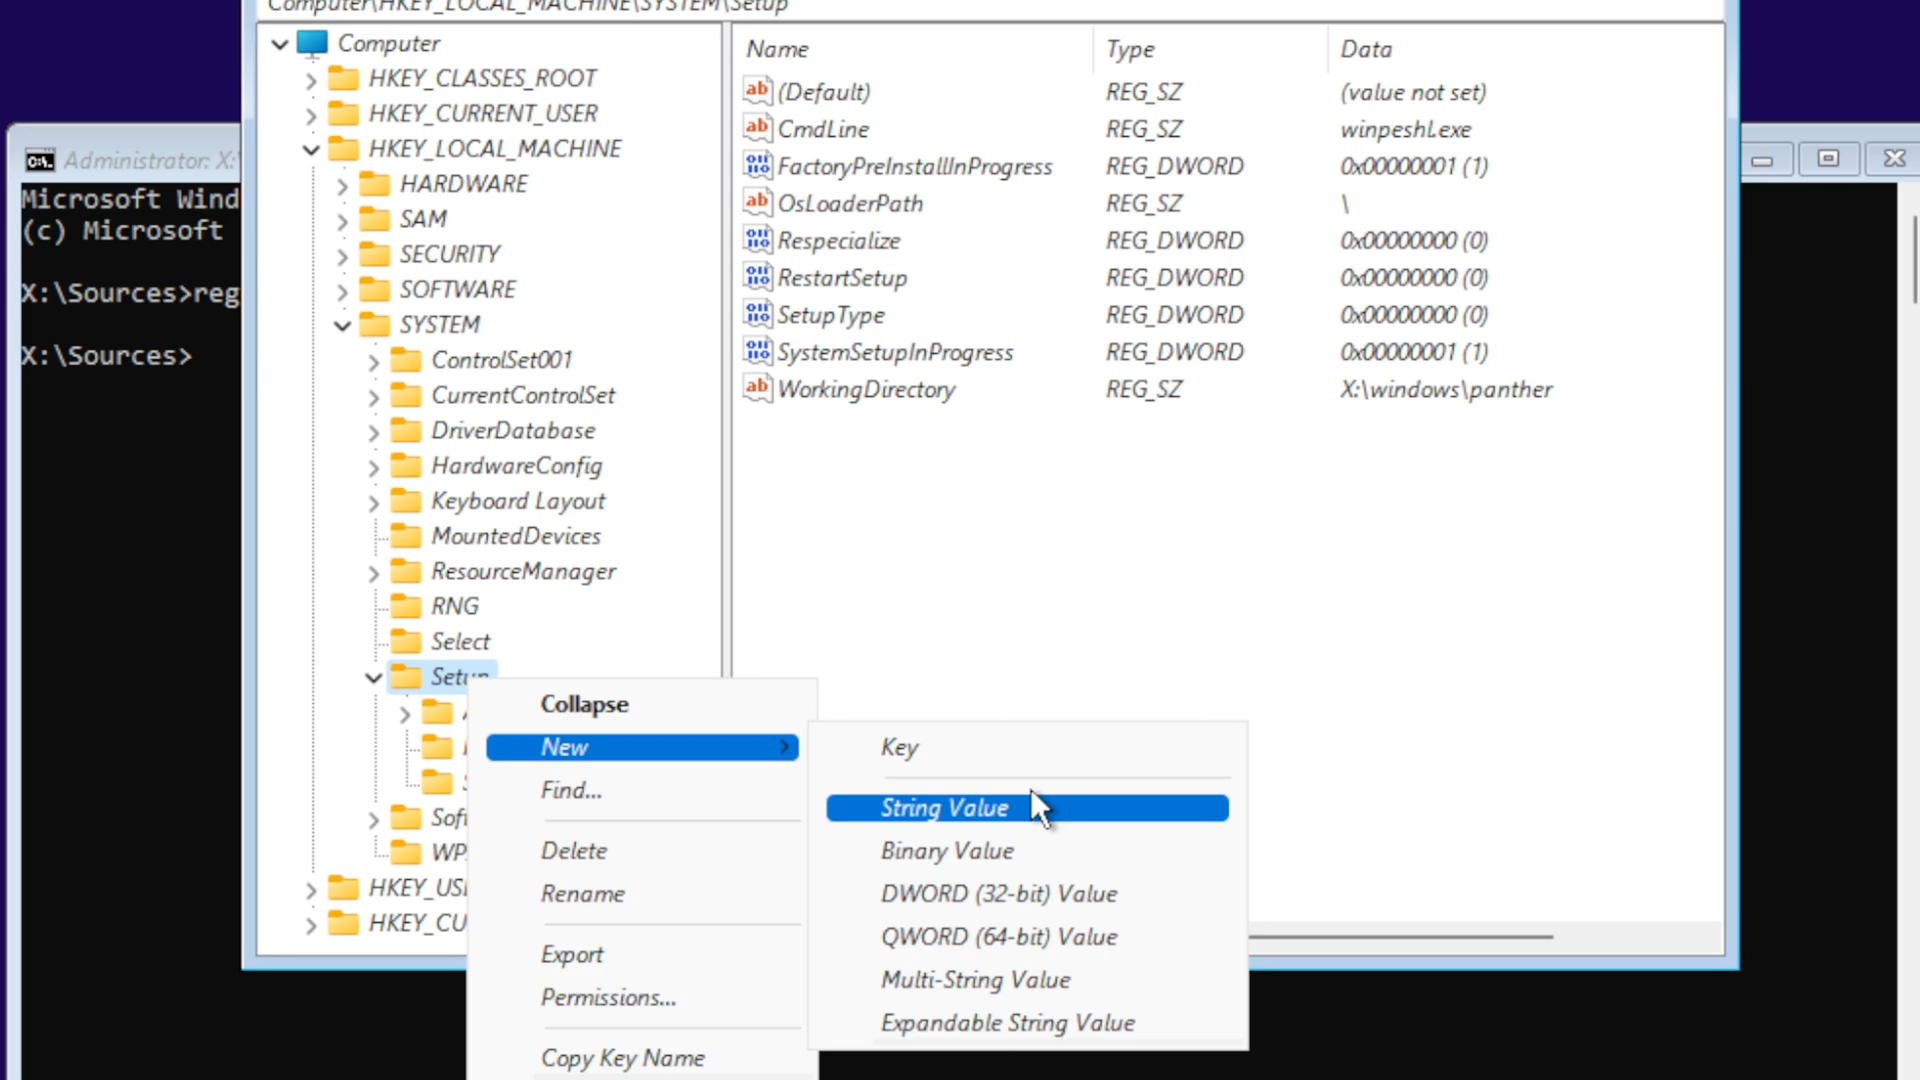 Computer\HKEY_LOCAL_MACHINE\SYSTEM\Setup
Computer
HKEY_CLASSES_ROOT
HKEY_CURRENT_USER
HKEY_LOCAL_MACHINE
HARDWARE
SAM
SECURITY
SOFTWARE
SYSTEM
ControlSet001
CurrentControlSet
DriverDatabase
HardwareConfig
Keyboard Layout
MountedDevices
ResourceManager
RNG
Select
Setup
Sof
WP
HKEY_US
HKEY_CU
Name Type Data
(Default) REG_SZ (value not set)
CmdLine REG_SZ winpeshl.exe
FactoryPreInstallInProgress REG_DWORD 0x00000001 (1)
OsLoaderPath REG_SZ \
Respecialize REG_DWORD 0x00000000 (0)
RestartSetup REG_DWORD 0x00000000 (0)
SetupType REG_DWORD 0x00000000 (0)
SystemSetupInProgress REG_DWORD 0x00000001 (1)
WorkingDirectory REG_SZ X:\windows\panther
Administrator: X:\
Microsoft Wind
(c) Microsoft
X:\Sources>reg
X:\Sources>
Collapse
New
Find...
Delete
Rename
Export
Permissions...
Copy Key Name
Key
String Value
Binary Value
DWORD (32-bit) Value
QWORD (64-bit) Value
Multi-String Value
Expandable String Value